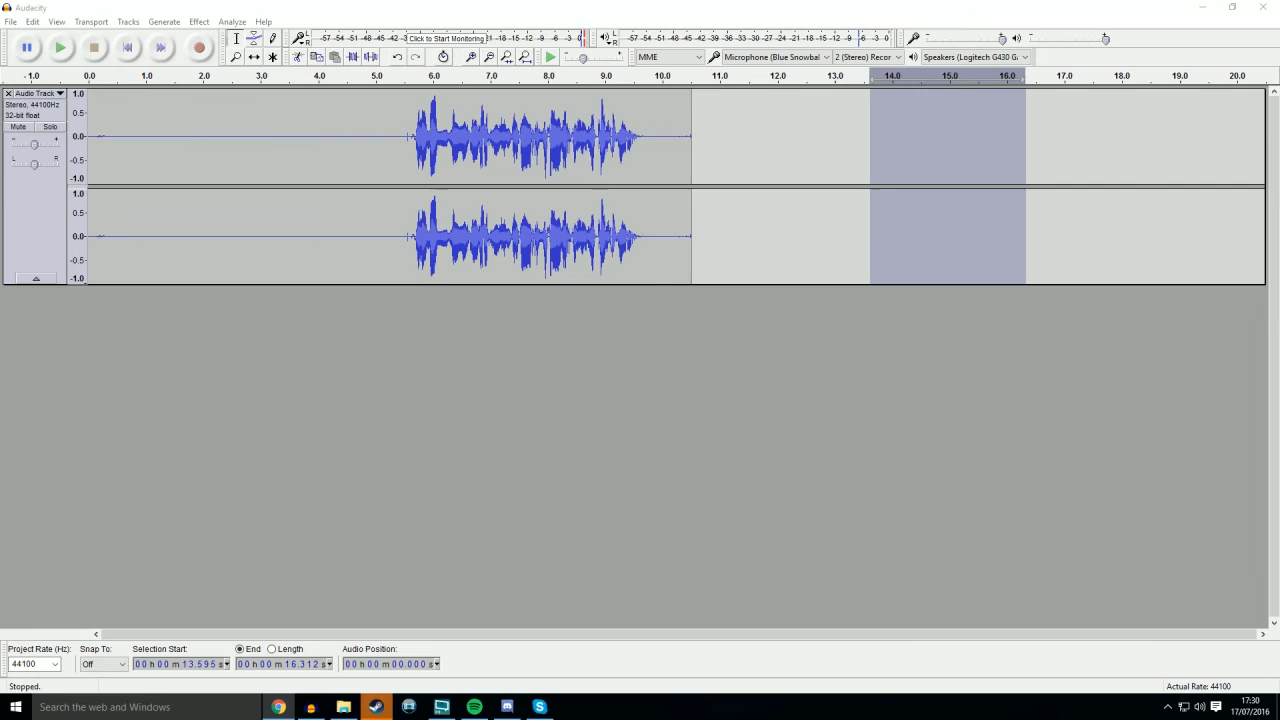 Audacity
File Edit View Transport Tracks Generate Effect Analyze Help
L R -57 -54 -51 -48 -45 -42 -3 Click to Start Monitoring 21 -18 -15 -12 -9 -6 -3 0 L R -57 -54 -51 -48 -45 -42 -39 -36 -33 -30 -27 -24 -21 -18 -15 -12 -9 -6 -3 0
MME Microphone (Blue Snowbal 2 (Stereo) Recor Speakers (Logitech G430 Ga
-1.0 0.0 1.0 2.0 3.0 4.0 5.0 6.0 7.0 8.0 9.0 10.0 11.0 12.0 13.0 14.0 15.0 16.0 17.0 18.0 19.0 20.0
Audio Track 1.0
Stereo, 44100Hz
32-bit float 0.5
Mute Solo
- + 0.0
L R -0.5
-1.0
1.0
0.5
0.0
-0.5
-1.0
Project Rate (Hz): Snap To: Selection Start: End Length Audio Position:
44100 Off 00 h 00 m 13.595 s 00 h 00 m 16.312 s 00 h 00 m 00.000 s
Stopped. Actual Rate: 44100
Search the web and Windows 17:30
17/07/2016